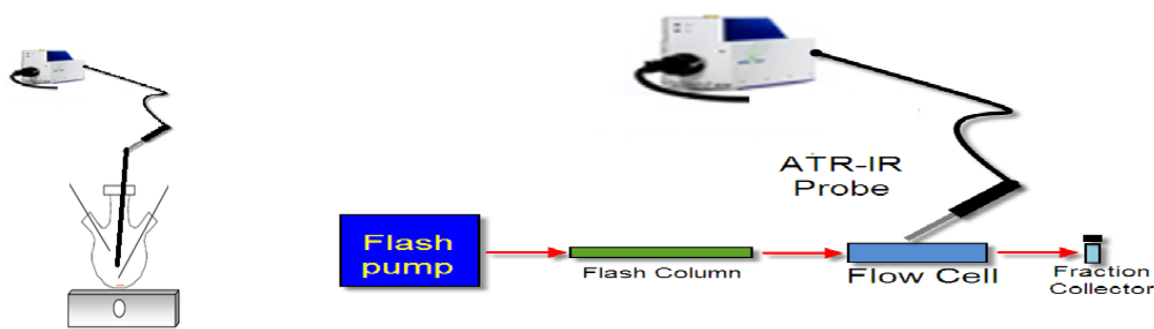 ATR-IR
Probe
Flash
pump
Flash Column
Flow Cell
Fraction
Collector